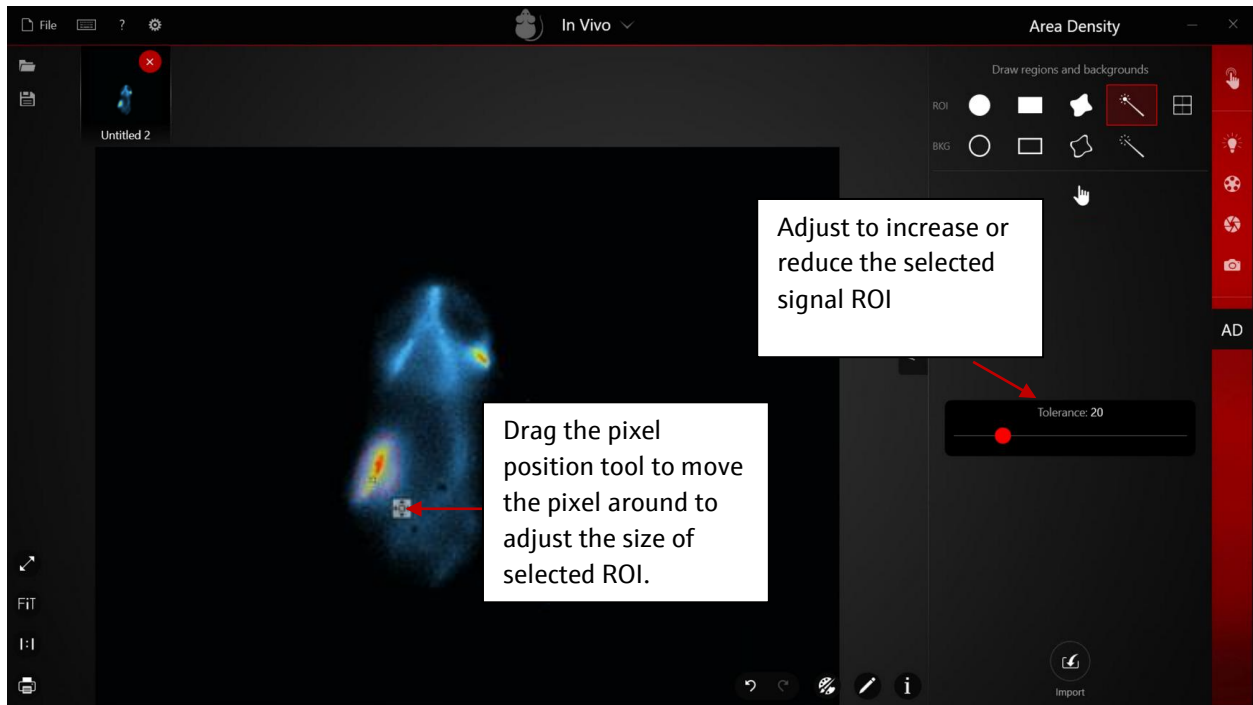 File
?
In Vivo
Area Density
Untitled 2
Draw regions and backgrounds
ROI
BKG
Adjust to increase or
reduce the selected
signal ROI
AD
Tolerance: 20
Drag the pixel
position tool to move
the pixel around to
adjust the size of
selected ROI.
FiT
1:1
i
Import